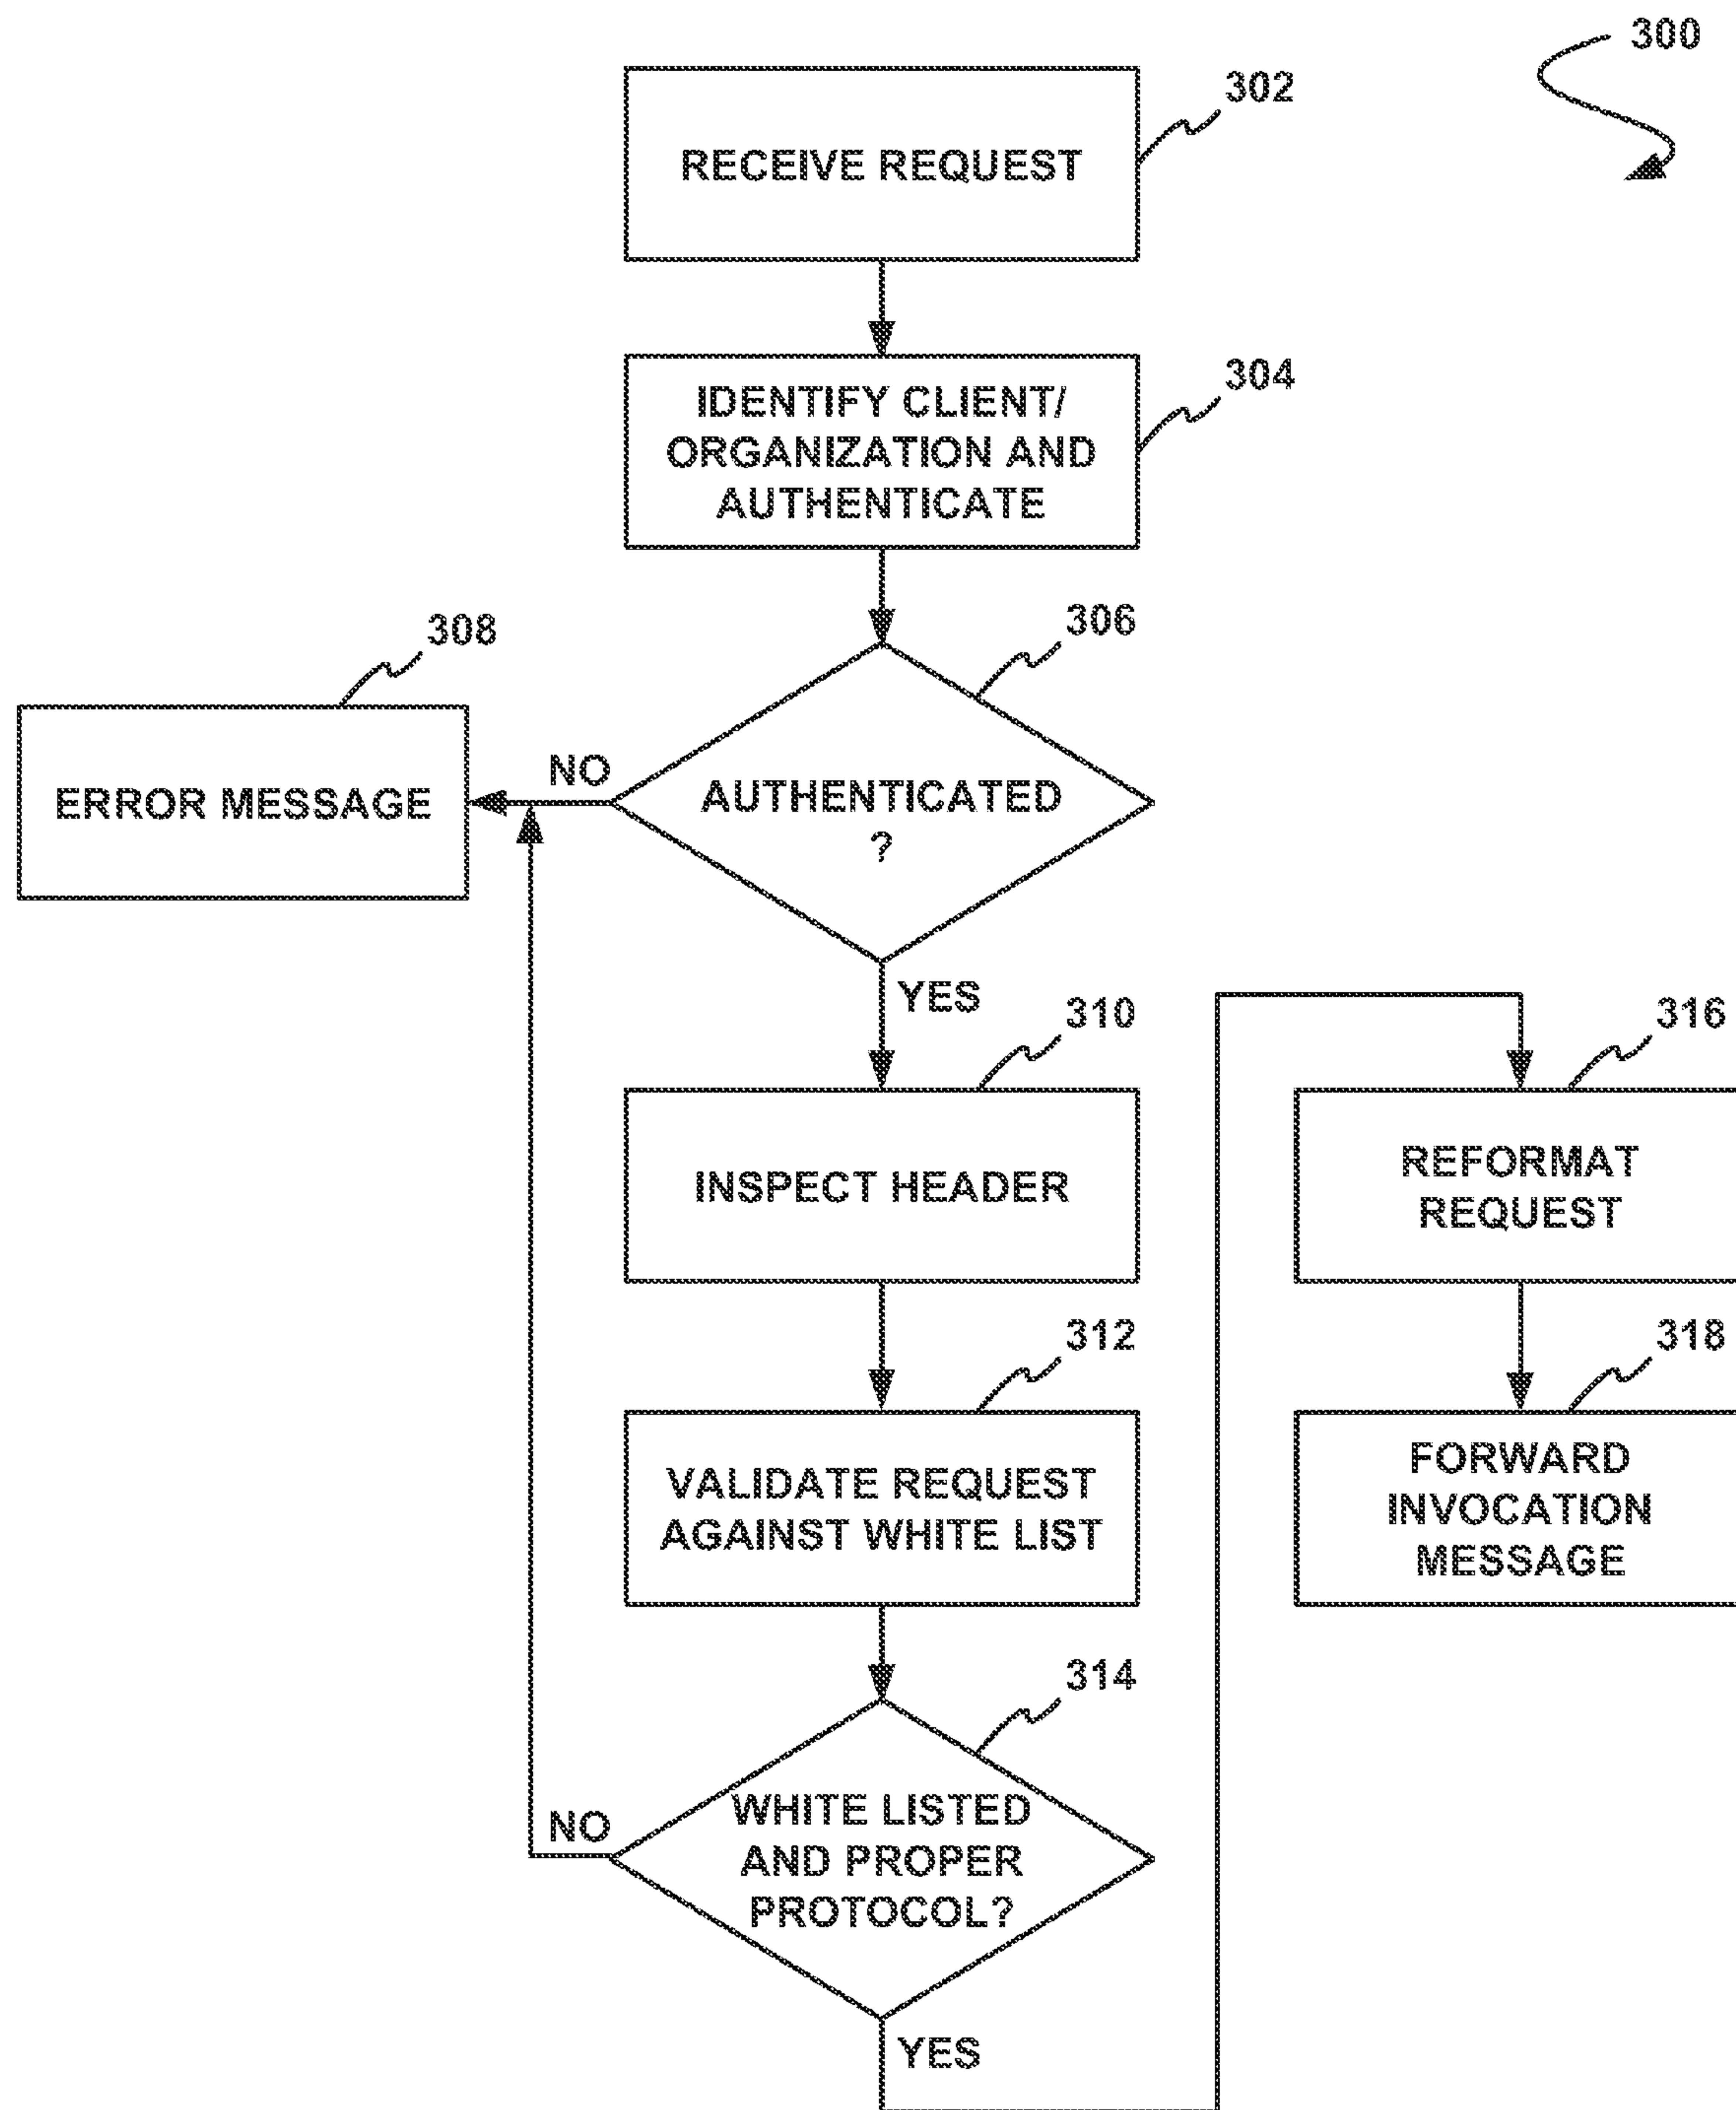 300
302
RECEIVE REQUEST
304
IDENTIFY CLIENT/
ORGANIZATION AND
AUTHENTICATE
306
308
NO
ERROR MESSAGE
AUTHENTICATED
?
YES
310
INSPECT HEADER
312
VALIDATE REQUEST
AGAINST WHITE LIST
314
NO
WHITE LISTED
AND PROPER
PROTOCOL?
YES
316
REFORMAT
REQUEST
318
FORWARD
INVOCATION
MESSAGE